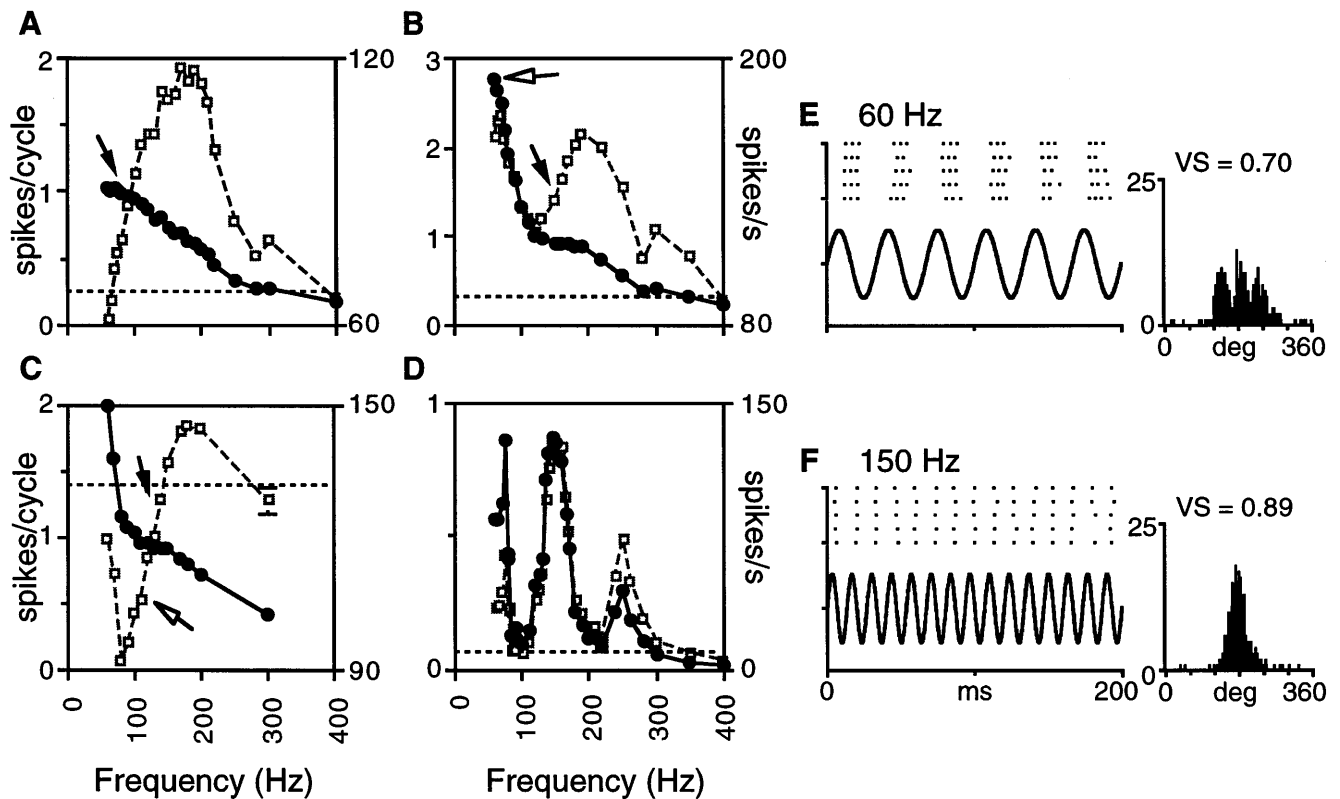 A
2
1
0
spikes/cycle
120
60
B
3
2
1
0
200
80
spikes/s
C
2
1
0
spikes/cycle
150
90
0
100
200
300
400
Frequency (Hz)
D
1
0
150
0
spikes/s
0
100
200
300
400
Frequency (Hz)
E
60 Hz
VS = 0.70
25
0
0
deg
360
F
150 Hz
VS = 0.89
25
0
0
ms
200
0
deg
360